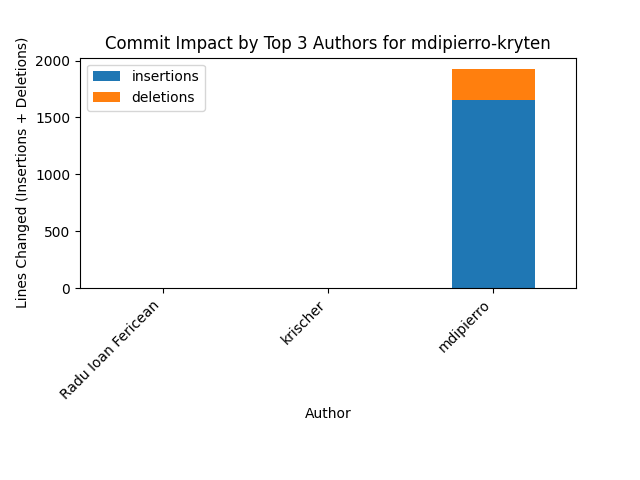 Commit Impact by Top 3 Authors for mdipierro-kryten
insertions
deletions
Lines Changed (Insertions + Deletions)
2000
1500
1000
500
0
Radu Ioan Fericean
krischer
mdipierro
Author